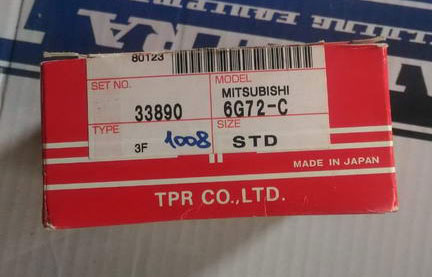 80123
SET NO.
MODEL
MITSUBISHI
33890
6G72-C
TYPE
SIZE
3F
1008
STD
MADE IN JAPAN
TPR CO.,LTD.